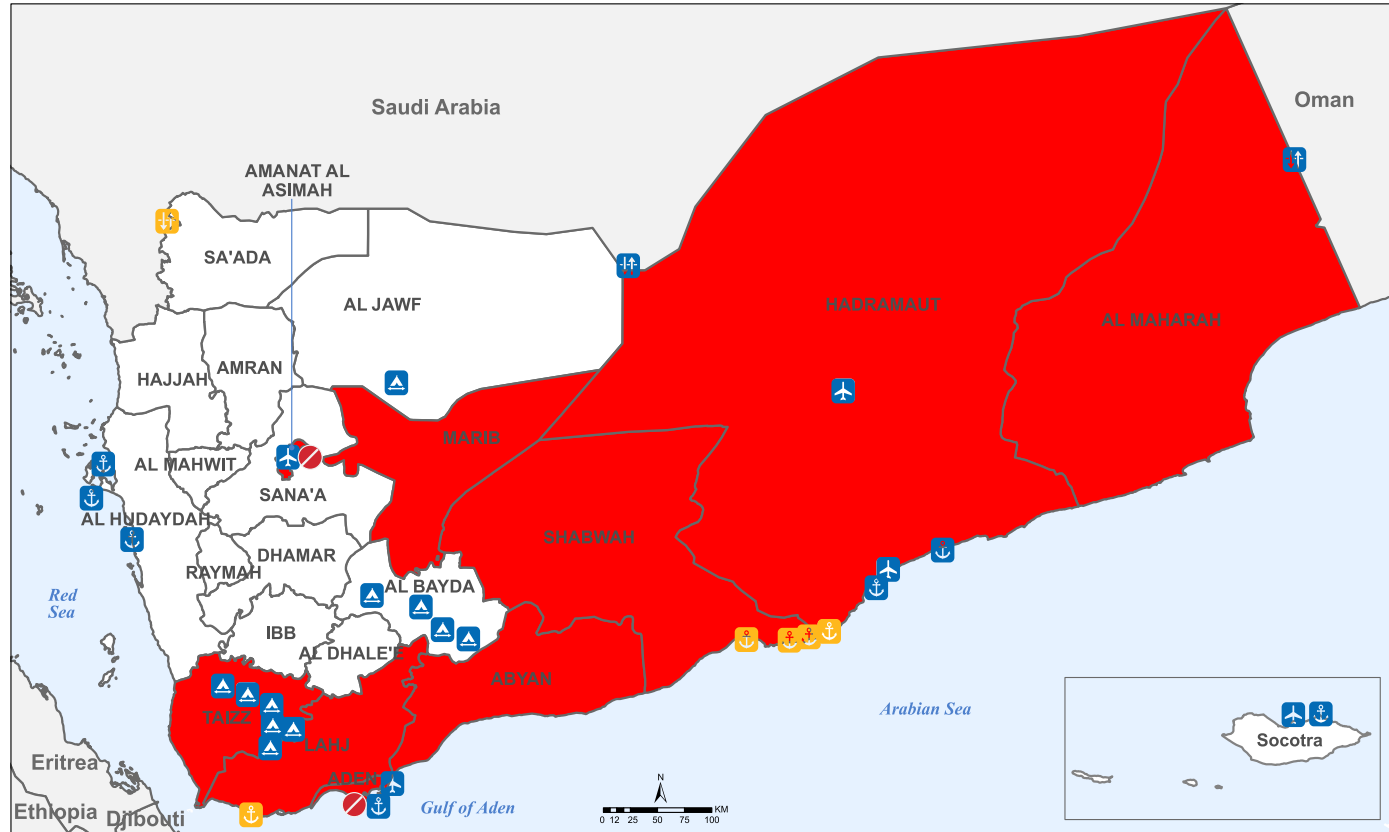 Saudi Arabia
Oman
AMANAT AL
ASIMAH
SA'ADA
AL JAWF
HADRAMAUT
AL MAHARAH
HAJJAH
AMRAN
MARIB
AL MAHWIT
SANA'A
AL HUDAYDAH
SHABWAH
DHAMAR
RAYMAH
AL BAYDA
Red
Sea
IBB
AL DHALE'E
ABYAN
TAIZZ
LAHJ
Arabian Sea
Socotra
Eritrea
ADEN
Ethiopia
Djibouti
Gulf of Aden
N
KM
0 12 25 50 75 100